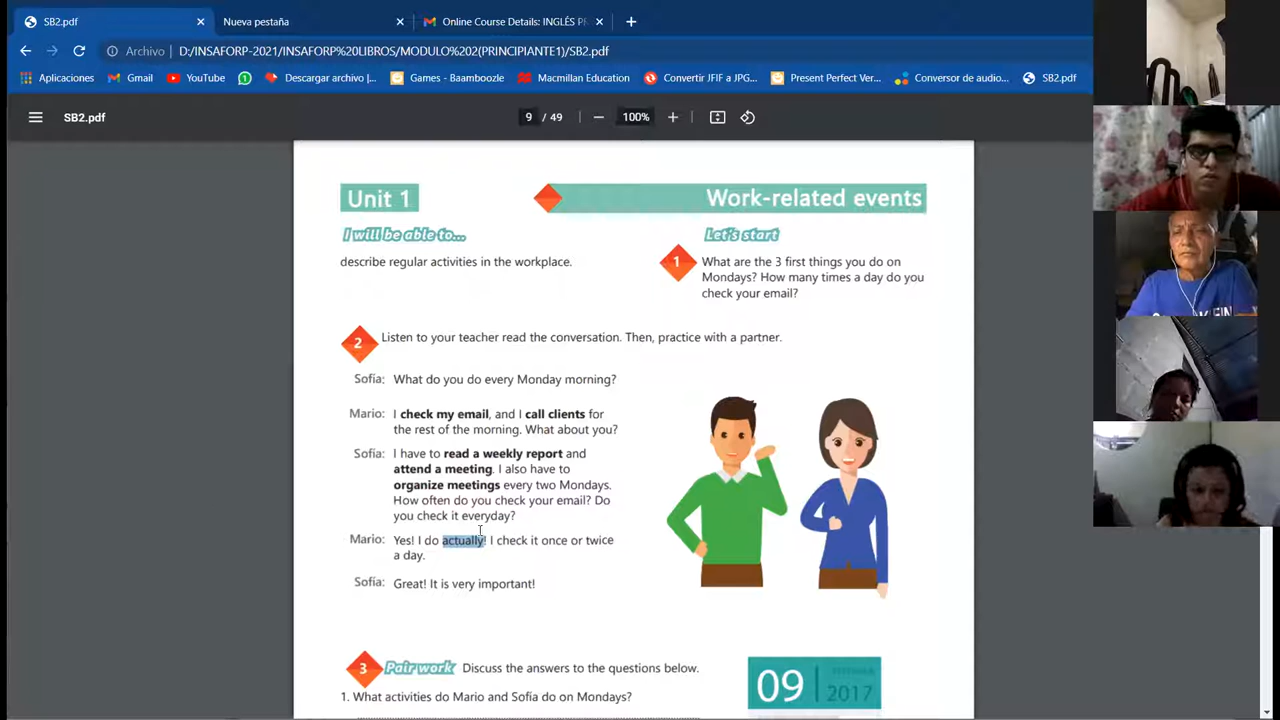 SB2.pdf
Nueva pestaña
Online Course Details: INGLÉS PR
Archivo
D:/INSAFORP-2021/INSAFORP%20LIBROS/MODULO%202(PRINCIPIANTE1)/SB2.pdf
Aplicaciones
Gmail
YouTube
Descargar archivo |...
Games - Baamboozle
Macmillan Education
Convertir JFIF a JPG...
Present Perfect Ver...
Conversor de audio...
SB2.pdf
SB2.pdf
9 / 49
100%
Unit 1
Work-related events
I will be able to...
describe regular activities in the workplace.
Let's start
1
What are the 3 first things you do on
Mondays? How many times a day do you
check your email?
2
Listen to your teacher read the conversation. Then, practice with a partner.
Sofia: What do you do every Monday morning?
Mario: I check my email, and I call clients for
the rest of the morning. What about you?
Sofia: I have to read a weekly report and
attend a meeting. I also have to
organize meetings every two Mondays.
How often do you check your email? Do
you check it everyday?
Mario: Yes! I do actually! I check it once or twice
a day.
Sofia: Great! It is very important!
3
Pair work Discuss the answers to the questions below.
1. What activities do Mario and Sofia do on Mondays?
09
2017